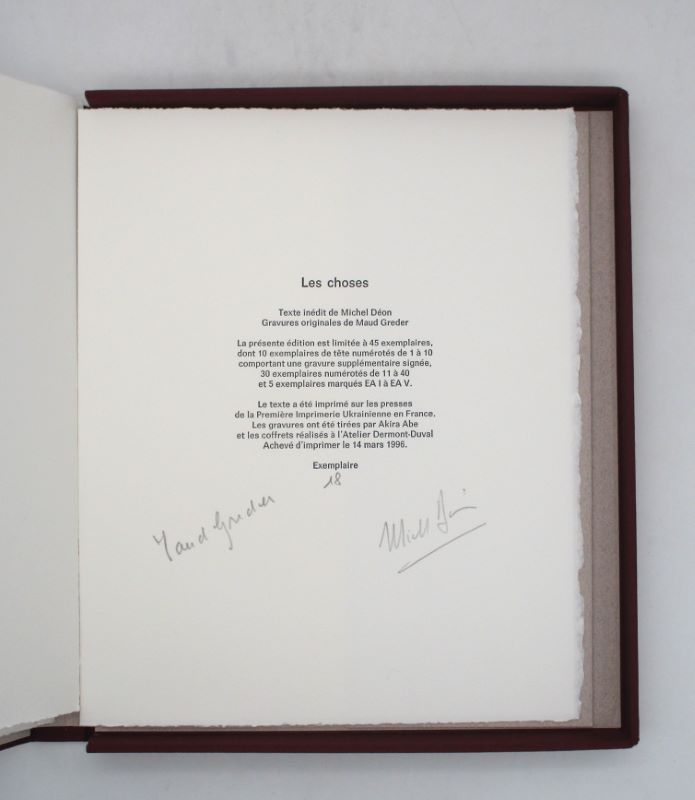 Les choses
Texte inédit de Michel Déon
Gravures originales de Maud Greder
La présente édition est limitée à 45 exemplaires,
dont 10 exemplaires de tête numérotés de 1 à 10
comportant une gravure supplémentaire signée,
30 exemplaires numérotés de 11 à 40
et 5 exemplaires marqués EA I à EA V.
Le texte a été imprimé sur les presses
de la Première Imprimerie Ukrainienne en France.
Les gravures ont été tirées par Akira Abe
et les coffrets réalisés à l'Atelier Dermont-Duval
Achevé d'imprimer le 14 mars 1996.
Exemplaire
18
Maud Greder
Michel Déon